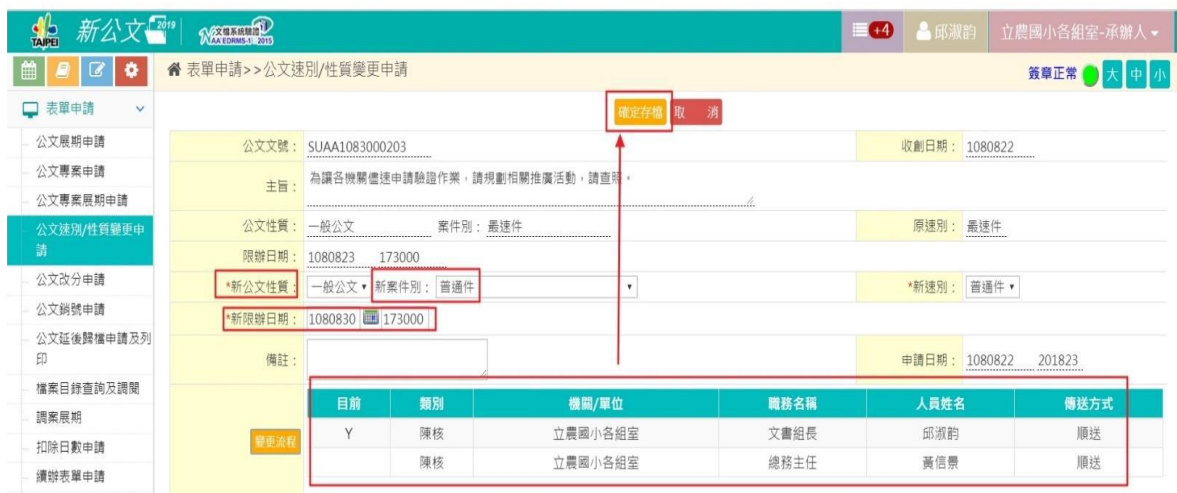 TAIPEI 新公文 2019 文檔系統驗證 AA EDRMS-1 2015 +4 邱淑韵 立農國小各組室-承辦人
表單申請>>公文速別/性質變更申請 簽章正常 大 中 小
表單申請
公文展期申請
公文專案申請
公文專案展期申請
公文速別/性質變更申
請
公文改分申請
公文銷號申請
公文延後歸檔申請及列
印
檔案目錄查詢及調閱
調案展期
扣除日數申請
續辦表單申請
確定存檔 取 消
公文文號： SUAA1083000203 收創日期： 1080822
主旨： 為讓各機關儘速申請驗證作業，請規劃相關推廣活動，請查照。
公文性質： 一般公文 案件別： 最速件 原速別： 最速件
限辦日期： 1080823 173000
*新公文性質： 一般公文 新案件別： 普通件 *新速別： 普通件
*新限辦日期： 1080830 173000
備註： 申請日期： 1080822 201823
變更流程
目前 類別 機關/單位 職務名稱 人員姓名 傳送方式
Y 陳核 立農國小各組室 文書組長 邱淑韵 順送
陳核 立農國小各組室 總務主任 黃信景 順送